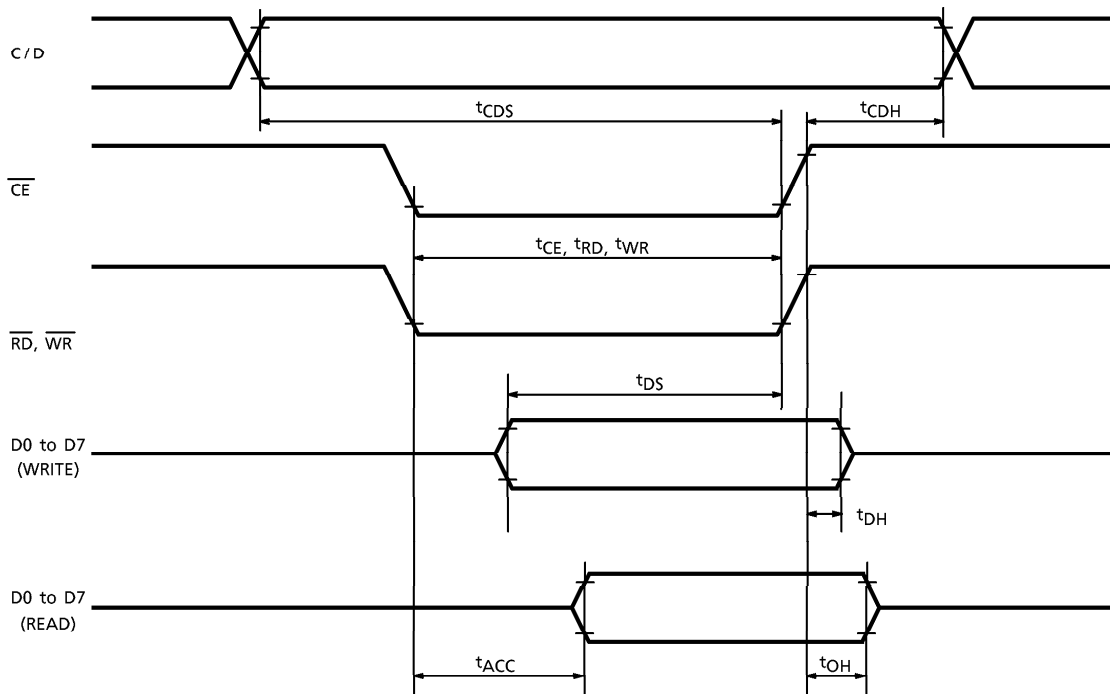 C/D
tCDS
tCDH
CE
tCE, tRD, tWR
RD, WR
tDS
D0 to D7
(WRITE)
tDH
D0 to D7
(READ)
tACC
tOH